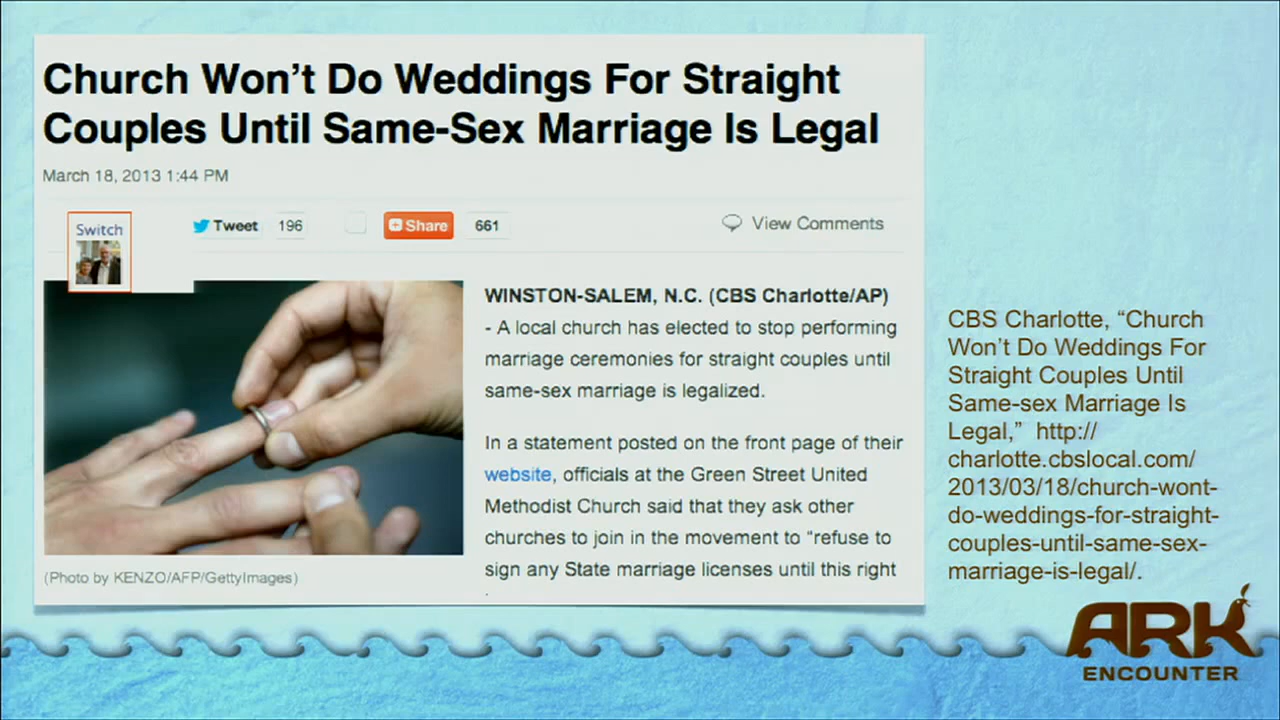 Church Won't Do Weddings For Straight
Couples Until Same-Sex Marriage Is Legal
March 18, 2013 1:44 PM
Switch
Tweet 196
Share 661
View Comments
WINSTON-SALEM, N.C. (CBS Charlotte/AP)
- A local church has elected to stop performing
marriage ceremonies for straight couples until
same-sex marriage is legalized.
In a statement posted on the front page of their
website, officials at the Green Street United
Methodist Church said that they ask other
churches to join in the movement to "refuse to
sign any State marriage licenses until this right
(Photo by KENZO/AFP/GettyImages)
CBS Charlotte, “Church
Won’t Do Weddings For
Straight Couples Until
Same-sex Marriage Is
Legal,” http://
charlotte.cbslocal.com/
2013/03/18/church-wont-
do-weddings-for-straight-
couples-until-same-sex-
marriage-is-legal/.
ARK
ENCOUNTER